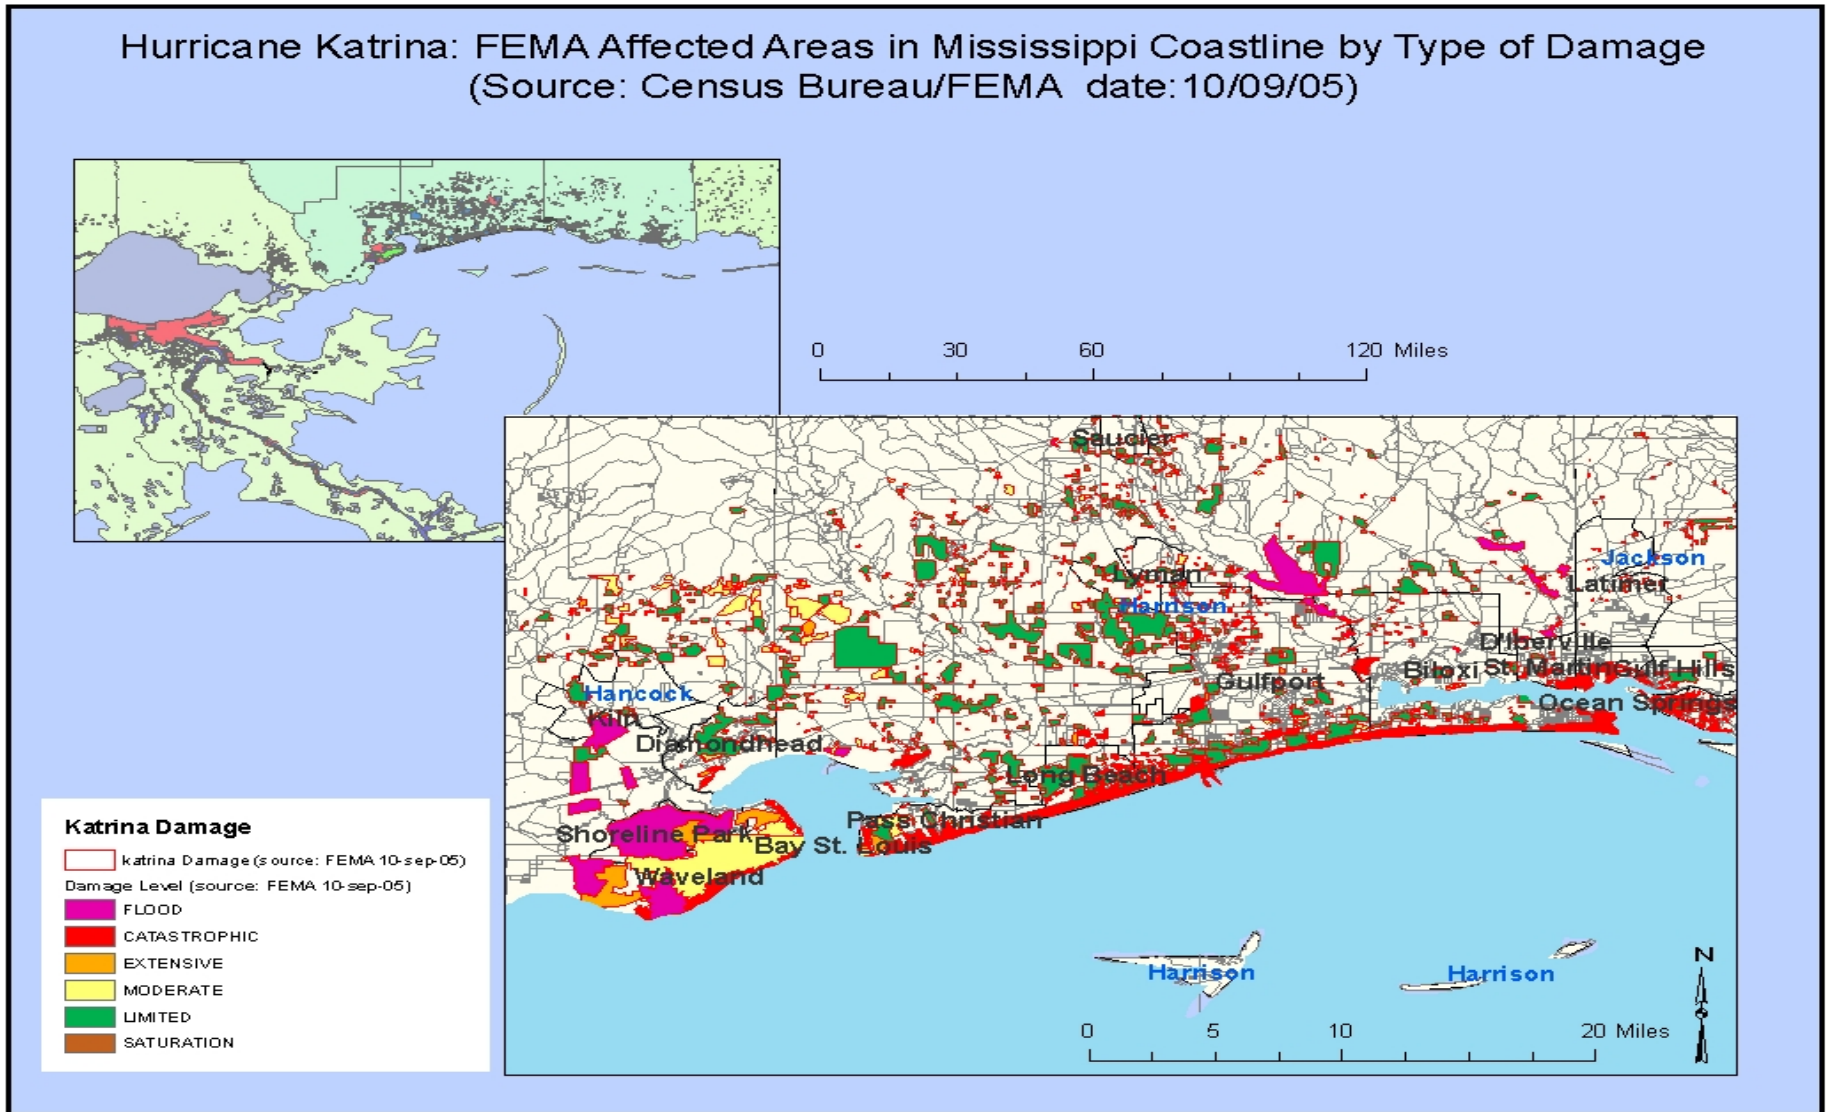 Hurricane Katrina: FEMA Affected Areas in Mississippi Coastline by Type of Damage
(Source: Census Bureau/FEMA date:10/09/05)
0 30 60 120 Miles
Saucier
Jackson
Lyman
Latimer
Harrison
D'Iberville
Biloxi St. Martin Gulf Hills
Gulfport
Hancock
Ocean Springs
Kiln
Diamondhead
Long Beach
Pass Christian
Shoreline Park
Bay St. Louis
Waveland
Harrison
Harrison
N
0 5 10 20 Miles
Katrina Damage
katrina Damage (source: FEMA 10-sep-05)
Damage Level (source: FEMA 10-sep-05)
FLOOD
CATASTROPHIC
EXTENSIVE
MODERATE
LIMITED
SATURATION